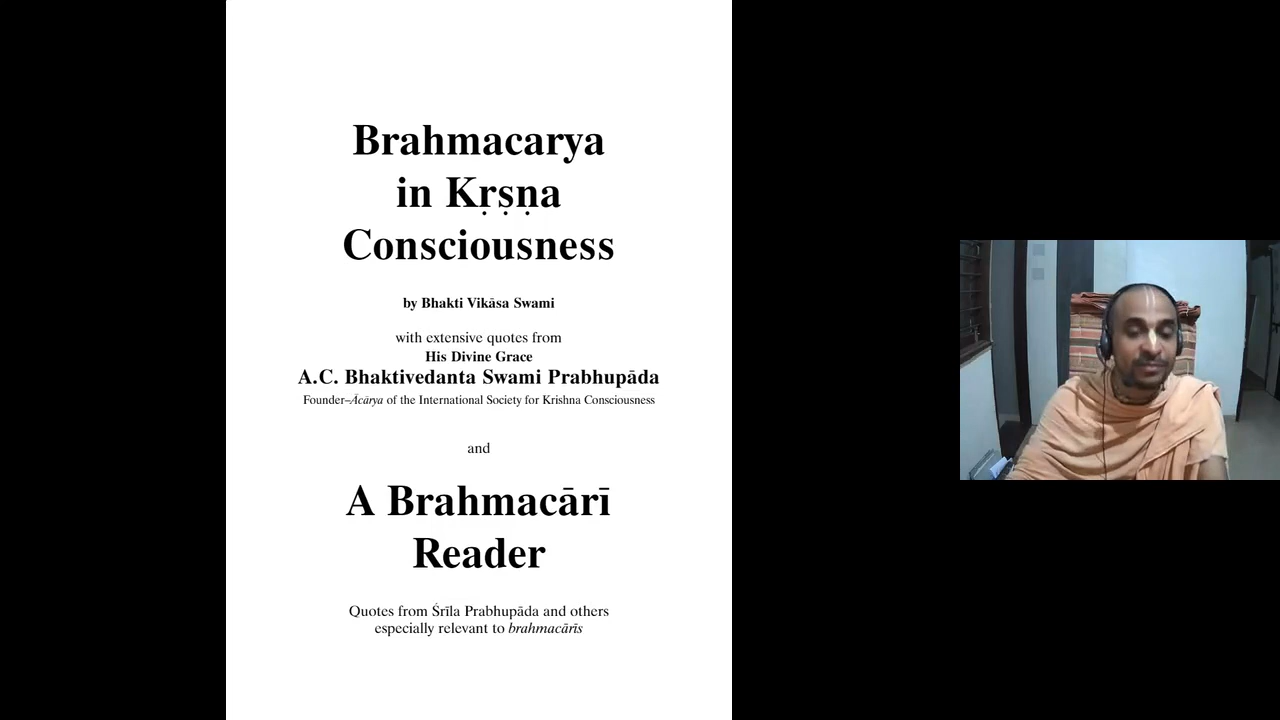 Brahmacarya
in Kṛṣṇa
Consciousness
by Bhakti Vikāsa Swami
with extensive quotes from
His Divine Grace
A.C. Bhaktivedanta Swami Prabhupāda
Founder–Ācārya of the International Society for Krishna Consciousness
and
A Brahmacārī
Reader
Quotes from Śrīla Prabhupāda and others
especially relevant to brahmacārīs